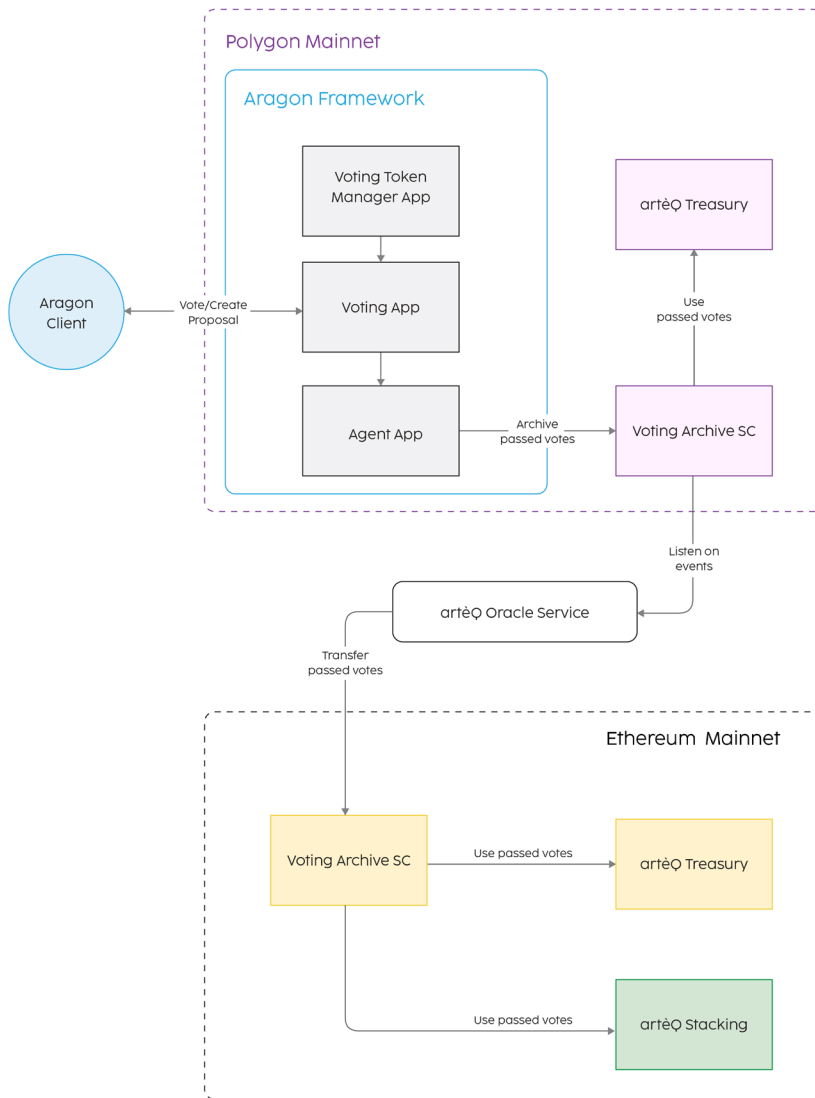 Polygon Mainnet
Aragon Framework
Voting Token
Manager App
artèQ Treasury
Aragon
Client
Vote/Create
Proposal
Voting App
Use
passed votes
Agent App
Archive
passed votes
Voting Archive SC
Listen on
events
artèQ Oracle Service
Transfer
passed votes
Ethereum Mainnet
Voting Archive SC
Use passed votes
artèQ Treasury
Use passed votes
artèQ Stacking